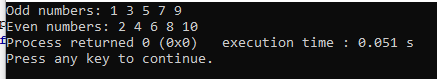 Odd numbers: 1 3 5 7 9
Even numbers: 2 4 6 8 10
Process returned 0 (0x0)   execution time : 0.051 s
Press any key to continue.